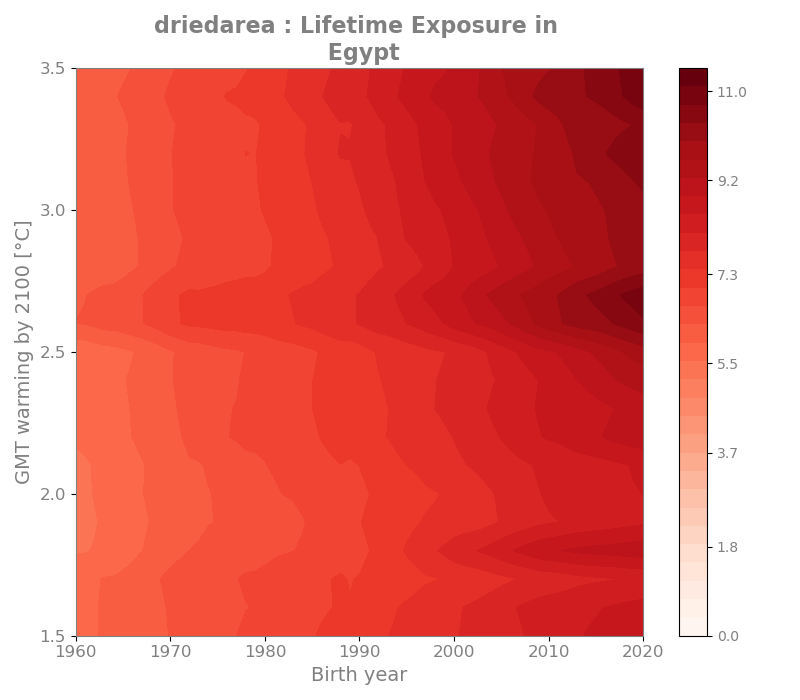 driedarea : Lifetime Exposure in
Egypt
3.5
3.0
2.5
2.0
1.5
GMT warming by 2100 [°C]
1960 1970 1980 1990 2000 2010 2020
Birth year
11.0
9.2
7.3
5.5
3.7
1.8
0.0